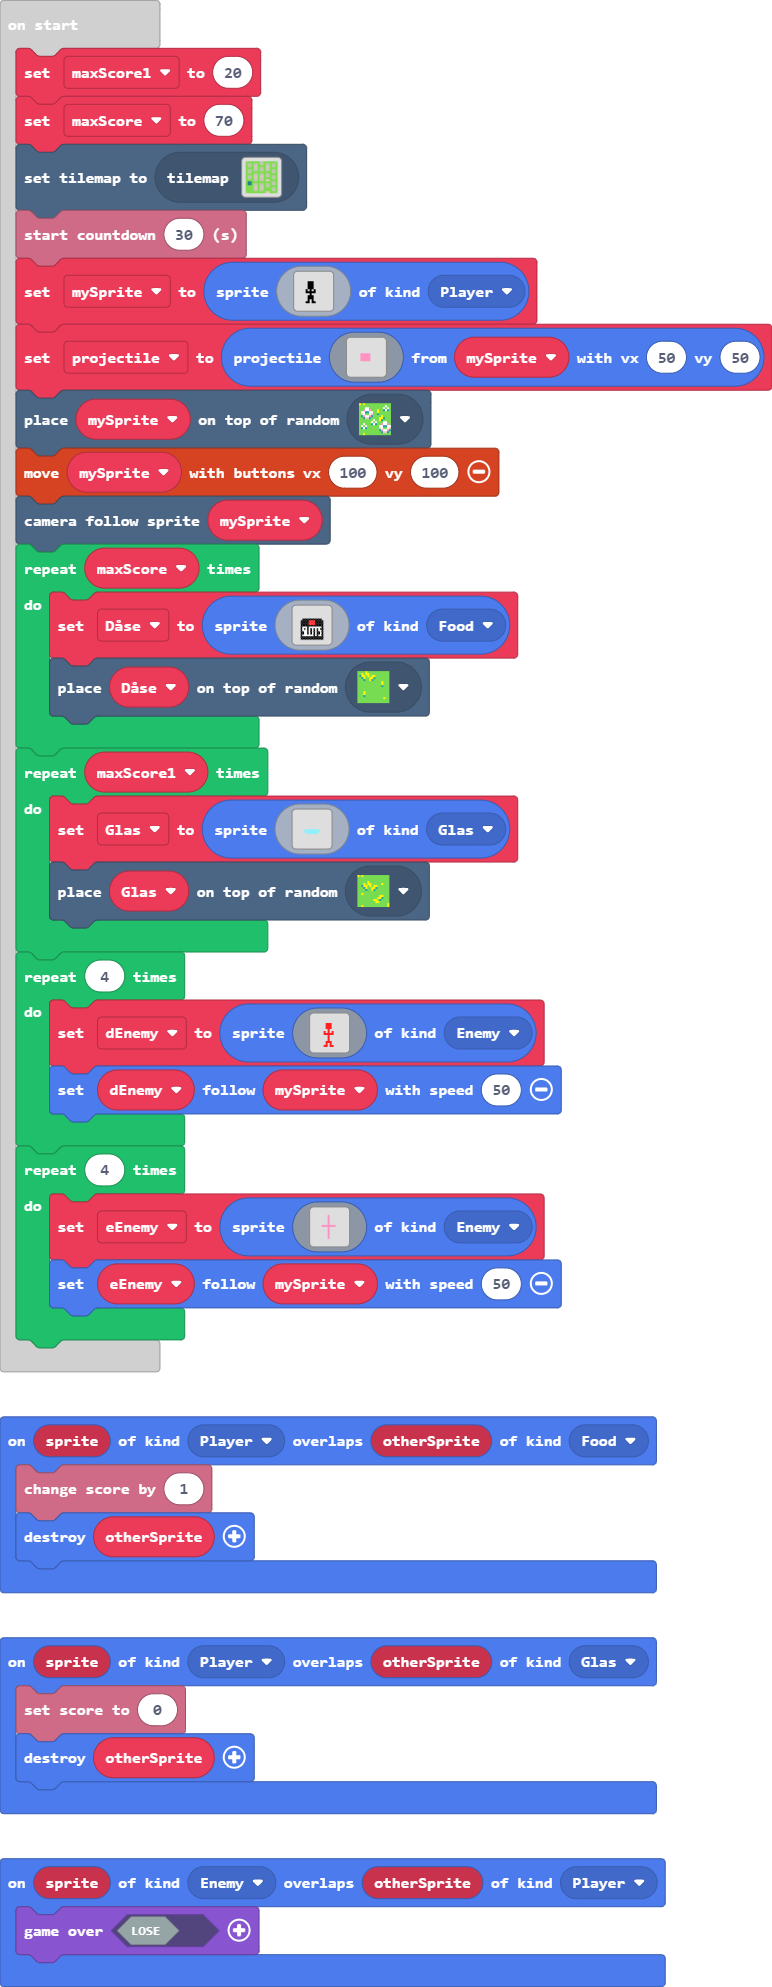 on start
set maxScore1 to 20
set maxScore to 70
set tilemap to tilemap
start countdown 30 (s)
set mySprite to sprite of kind Player
set projectile to projectile from mySprite with vx 50 vy 50
place mySprite on top of random
move mySprite with buttons vx 100 vy 100
camera follow sprite mySprite
repeat maxScore times
do
set Dåse to sprite SLOTS of kind Food
place Dåse on top of random
repeat maxScore1 times
do
set Glas to sprite of kind Glas
place Glas on top of random
repeat 4 times
do
set dEnemy to sprite of kind Enemy
set dEnemy follow mySprite with speed 50
repeat 4 times
do
set eEnemy to sprite of kind Enemy
set eEnemy follow mySprite with speed 50
on sprite of kind Player overlaps otherSprite of kind Food
change score by 1
destroy otherSprite
on sprite of kind Player overlaps otherSprite of kind Glas
set score to 0
destroy otherSprite
on sprite of kind Enemy overlaps otherSprite of kind Player
game over LOSE